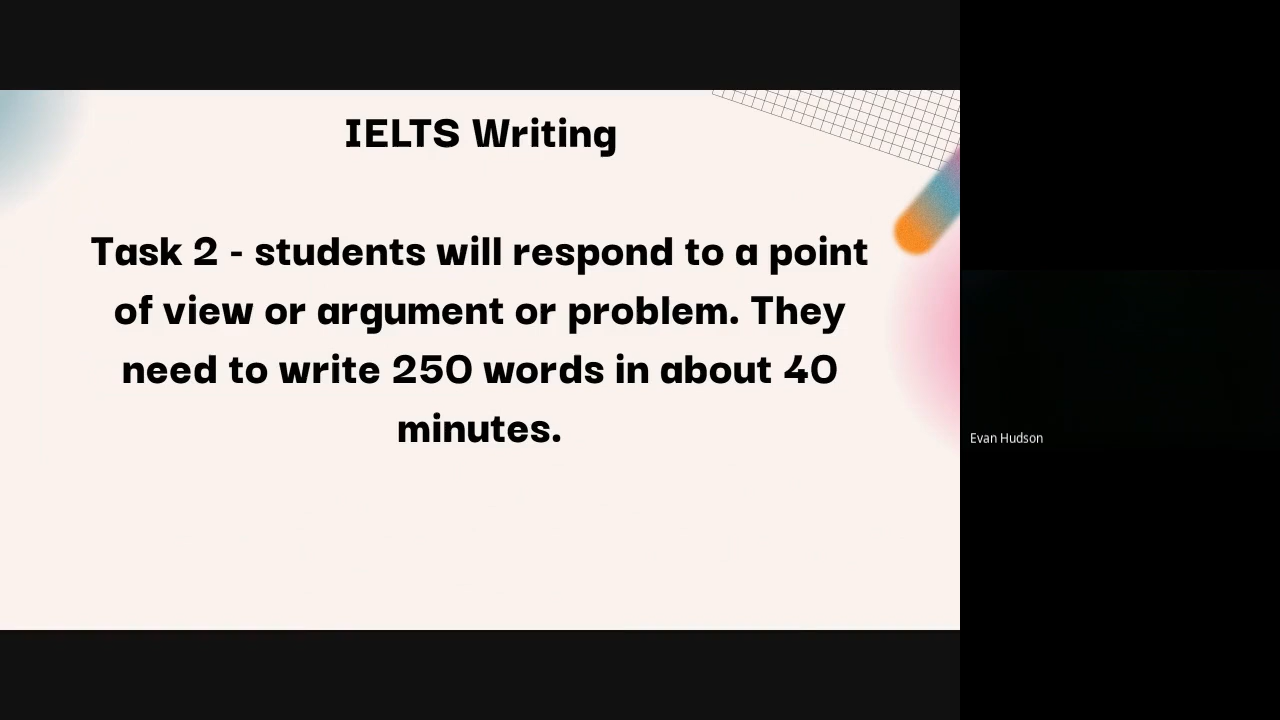 IELTS Writing
Task 2 - students will respond to a point
of view or argument or problem. They
need to write 250 words in about 40
minutes.
Evan Hudson